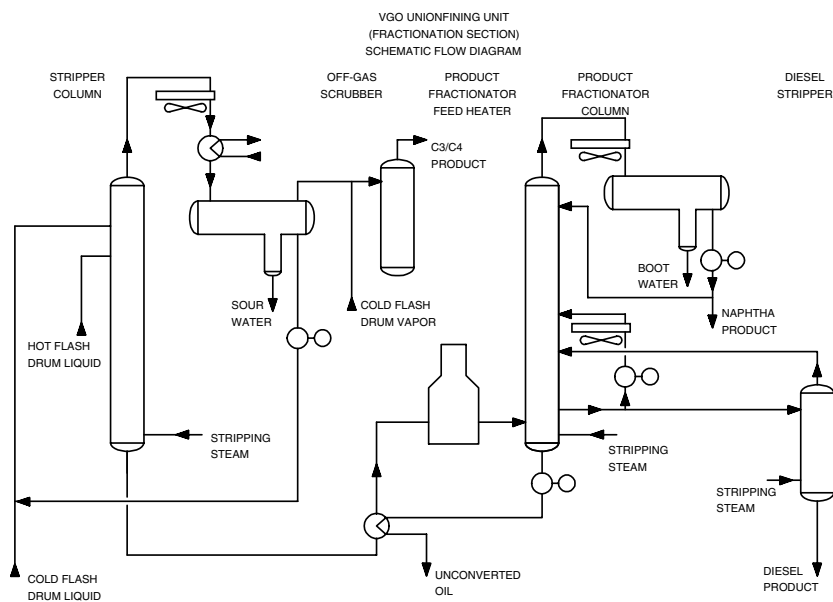 VGO UNIONFINING UNIT
(FRACTIONATION SECTION)
SCHEMATIC FLOW DIAGRAM
STRIPPER
COLUMN
OFF-GAS
SCRUBBER
PRODUCT
FRACTIONATOR
FEED HEATER
PRODUCT
FRACTIONATOR
COLUMN
DIESEL
STRIPPER
C3/C4
PRODUCT
SOUR
WATER
COLD FLASH
DRUM VAPOR
BOOT
WATER
NAPHTHA
PRODUCT
HOT FLASH
DRUM LIQUID
STRIPPING
STEAM
STRIPPING
STEAM
STRIPPING
STEAM
COLD FLASH
DRUM LIQUID
UNCONVERTED
OIL
DIESEL
PRODUCT